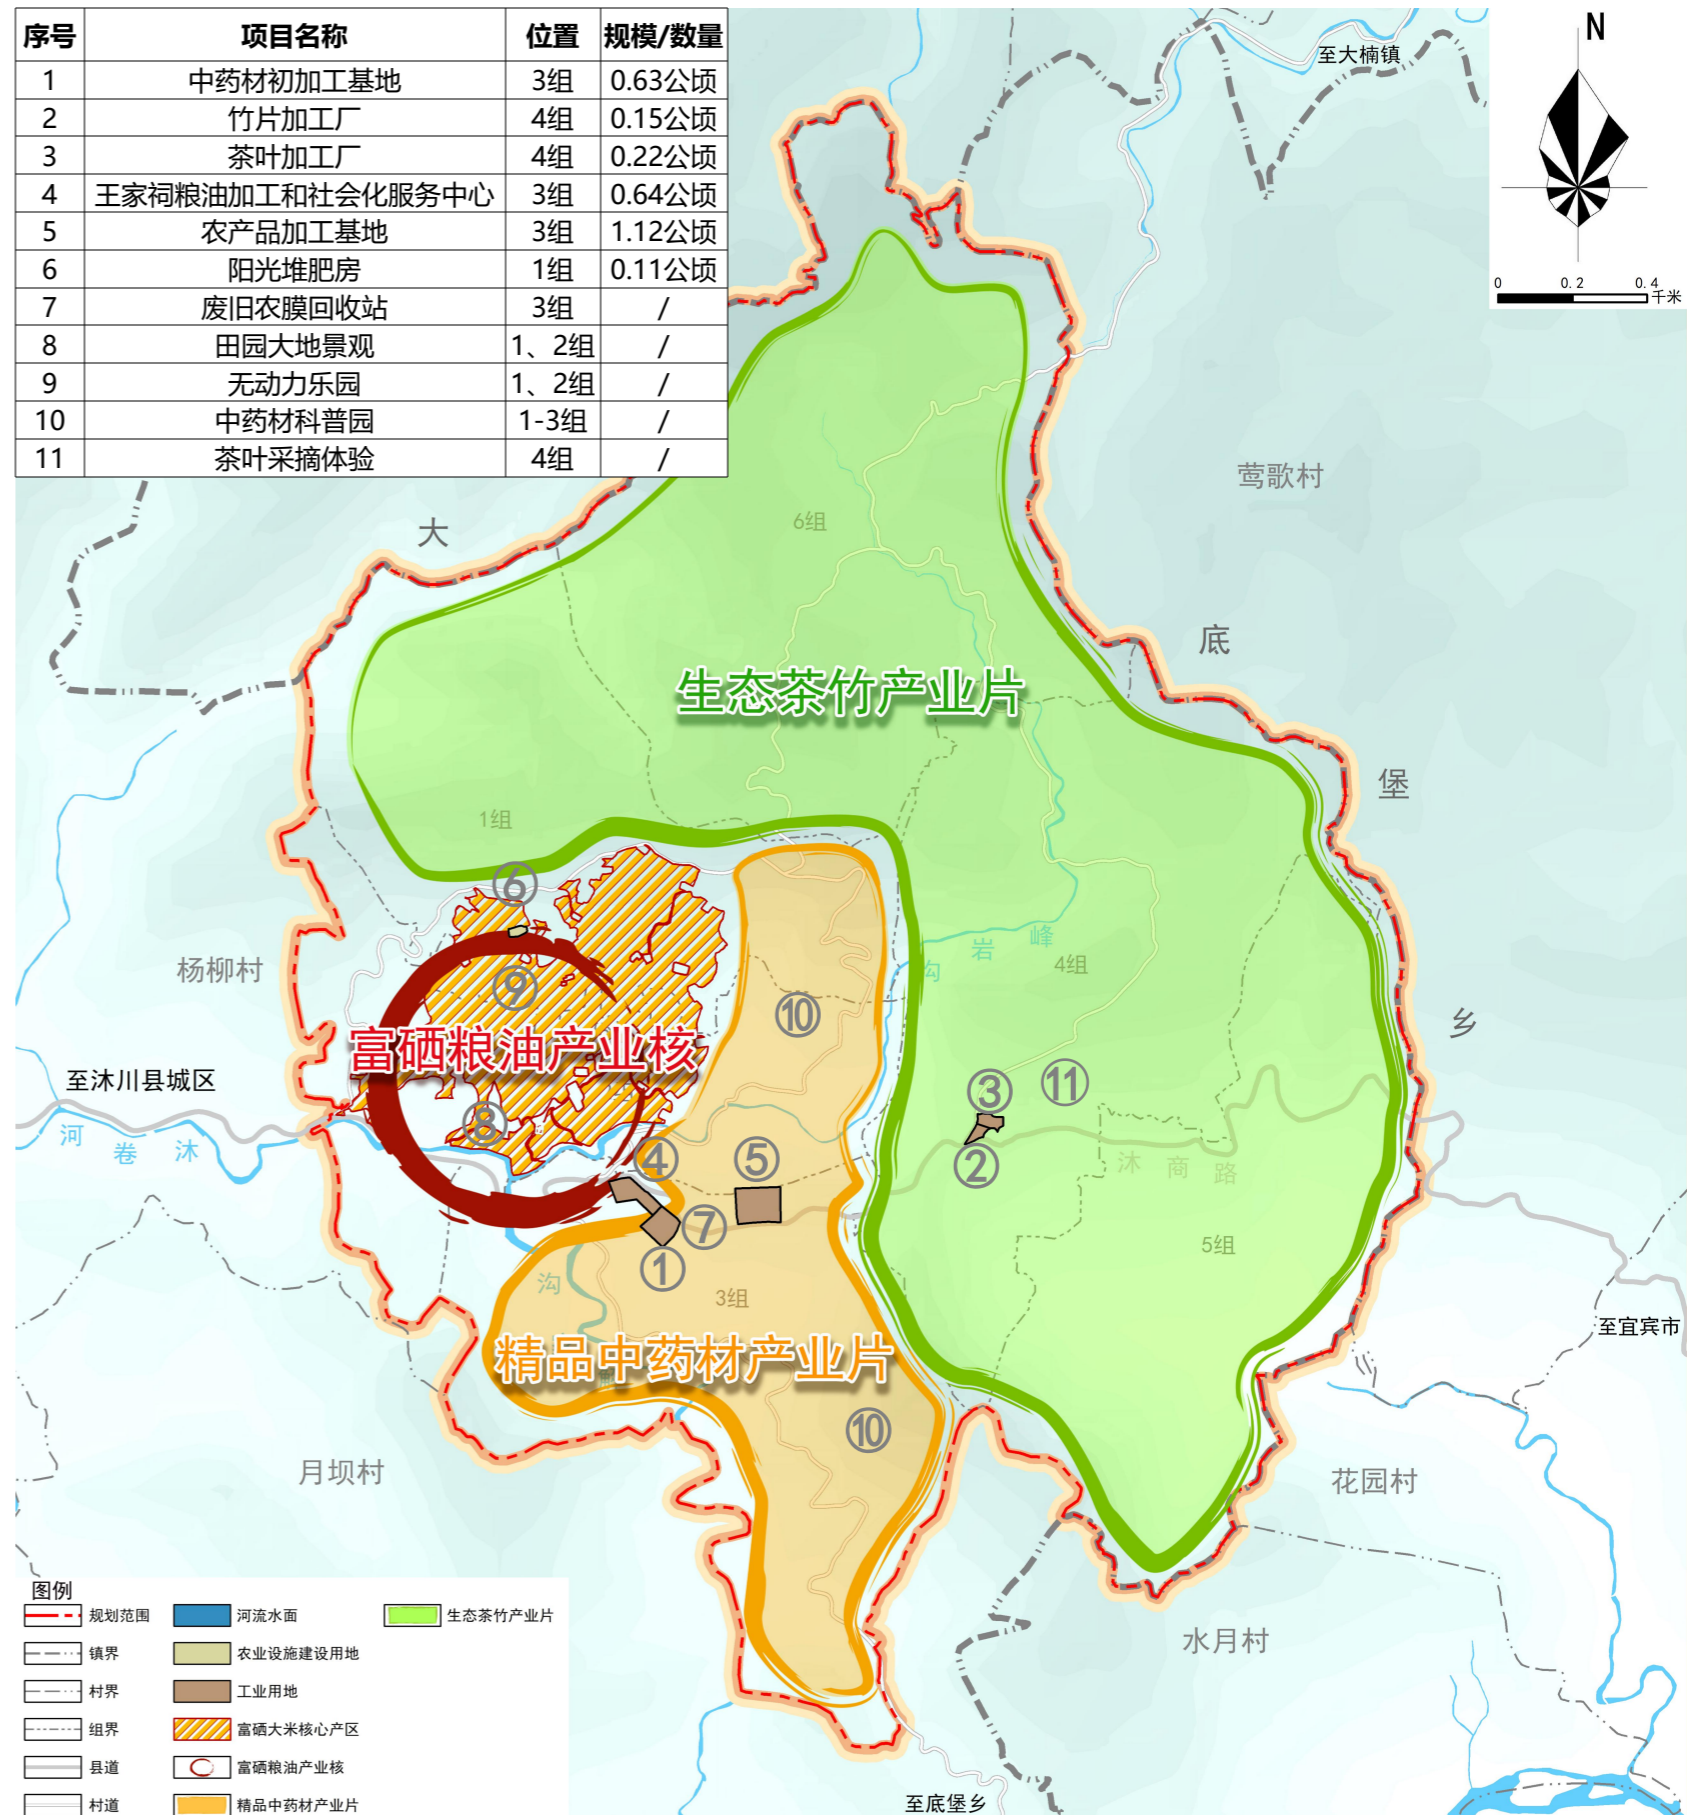 序号 项目名称 位置 规模/数量
1 中药材初加工基地 3组 0.63公顷
2 竹片加工厂 4组 0.15公顷
3 茶叶加工厂 4组 0.22公顷
4 王家祠粮油加工和社会化服务中心 3组 0.64公顷
5 农产品加工基地 3组 1.12公顷
6 阳光堆肥房 1组 0.11公顷
7 废旧农膜回收站 3组 /
8 田园大地景观 1、2组 /
9 无动力乐园 1、2组 /
10 中药材科普园 1-3组 /
11 茶叶采摘体验 4组 /
N
0 0.2 0.4
千米
至大楠镇
莺歌村
大
6组
底
生态茶竹产业片
堡
1组
⑥
峰
岩
沟
4组
杨柳村
⑨
⑩
乡
富硒粮油产业核
至沐川县城区
③
⑪
⑧
河 卷 沐
④
⑤
②
沐 商 路
⑦
①
5组
沟
3组
至宜宾市
精品中药材产业片
⑩
月坝村
花园村
水月村
至底堡乡
图例
规划范围 河流水面 生态茶竹产业片
镇界 农业设施建设用地
村界 工业用地
组界 富硒大米核心产区
县道 富硒粮油产业核
村道 精品中药材产业片